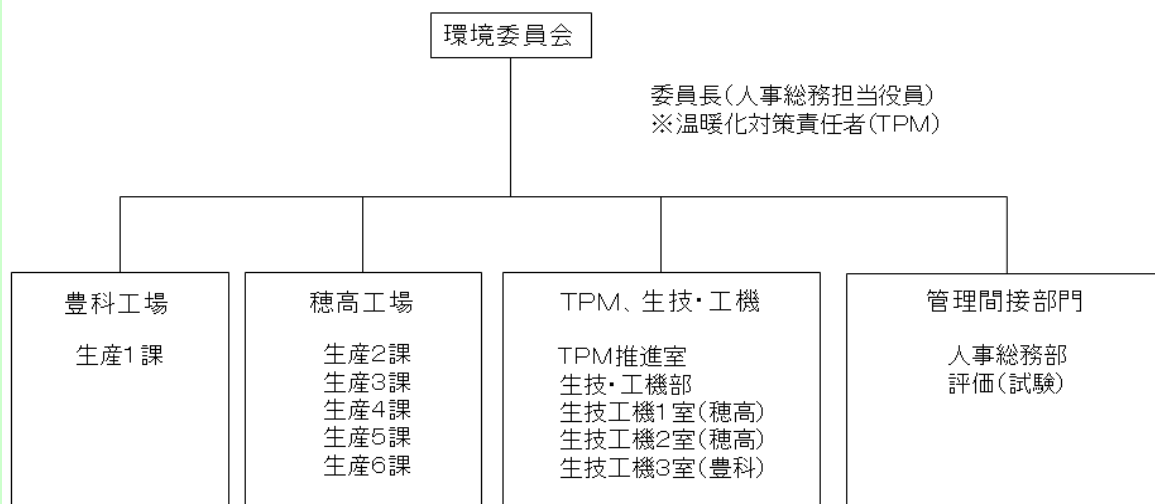 環境委員会
委員長(人事総務担当役員)
※温暖化対策責任者(TPM)
豊科工場
生産1課
穂高工場
生産2課
生産3課
生産4課
生産5課
生産6課
TPM、生技・工機
TPM推進室
生技・工機部
生技工機1室(穂高)
生技工機2室(穂高)
生技工機3室(豊科)
管理間接部門
人事総務部
評価(試験)